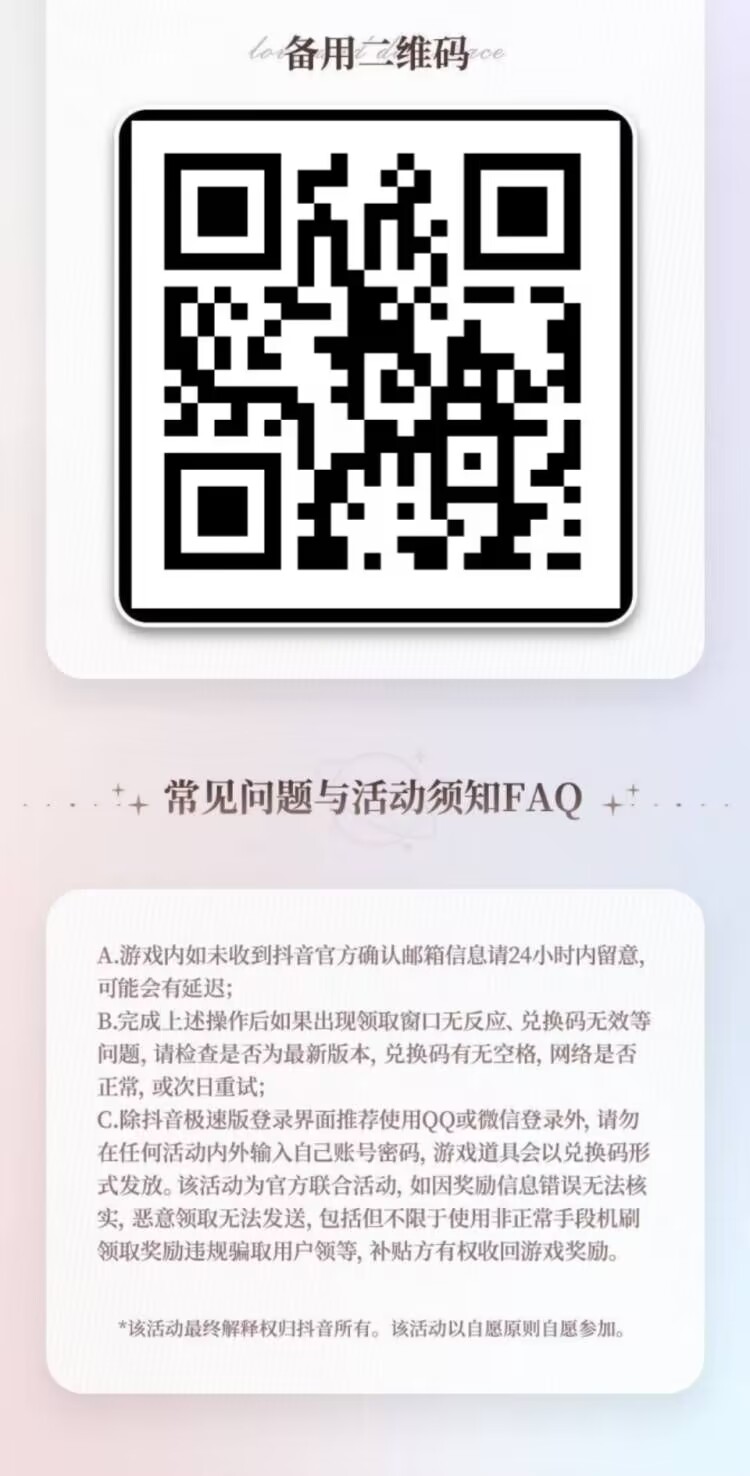 备用二维码
常见问题与活动须知FAQ
A.游戏内如未收到抖音官方确认邮箱信息请24小时内留意,
可能会有延迟;
B.完成上述操作后如果出现领取窗口无反应、兑换码无效等
问题, 请检查是否为最新版本, 兑换码有无空格, 网络是否
正常, 或次日重试;
C.除抖音极速版登录界面推荐使用QQ或微信登录外, 请勿
在任何活动内外输入自己账号密码, 游戏道具会以兑换码形
式发放。该活动为官方联合活动, 如因奖励信息错误无法核
实, 恶意领取无法发送, 包括但不限于使用非正常手段机刷
领取奖励违规骗取用户领等, 补贴方有权收回游戏奖励。
*该活动最终解释权归抖音所有。该活动以自愿原则自愿参加。